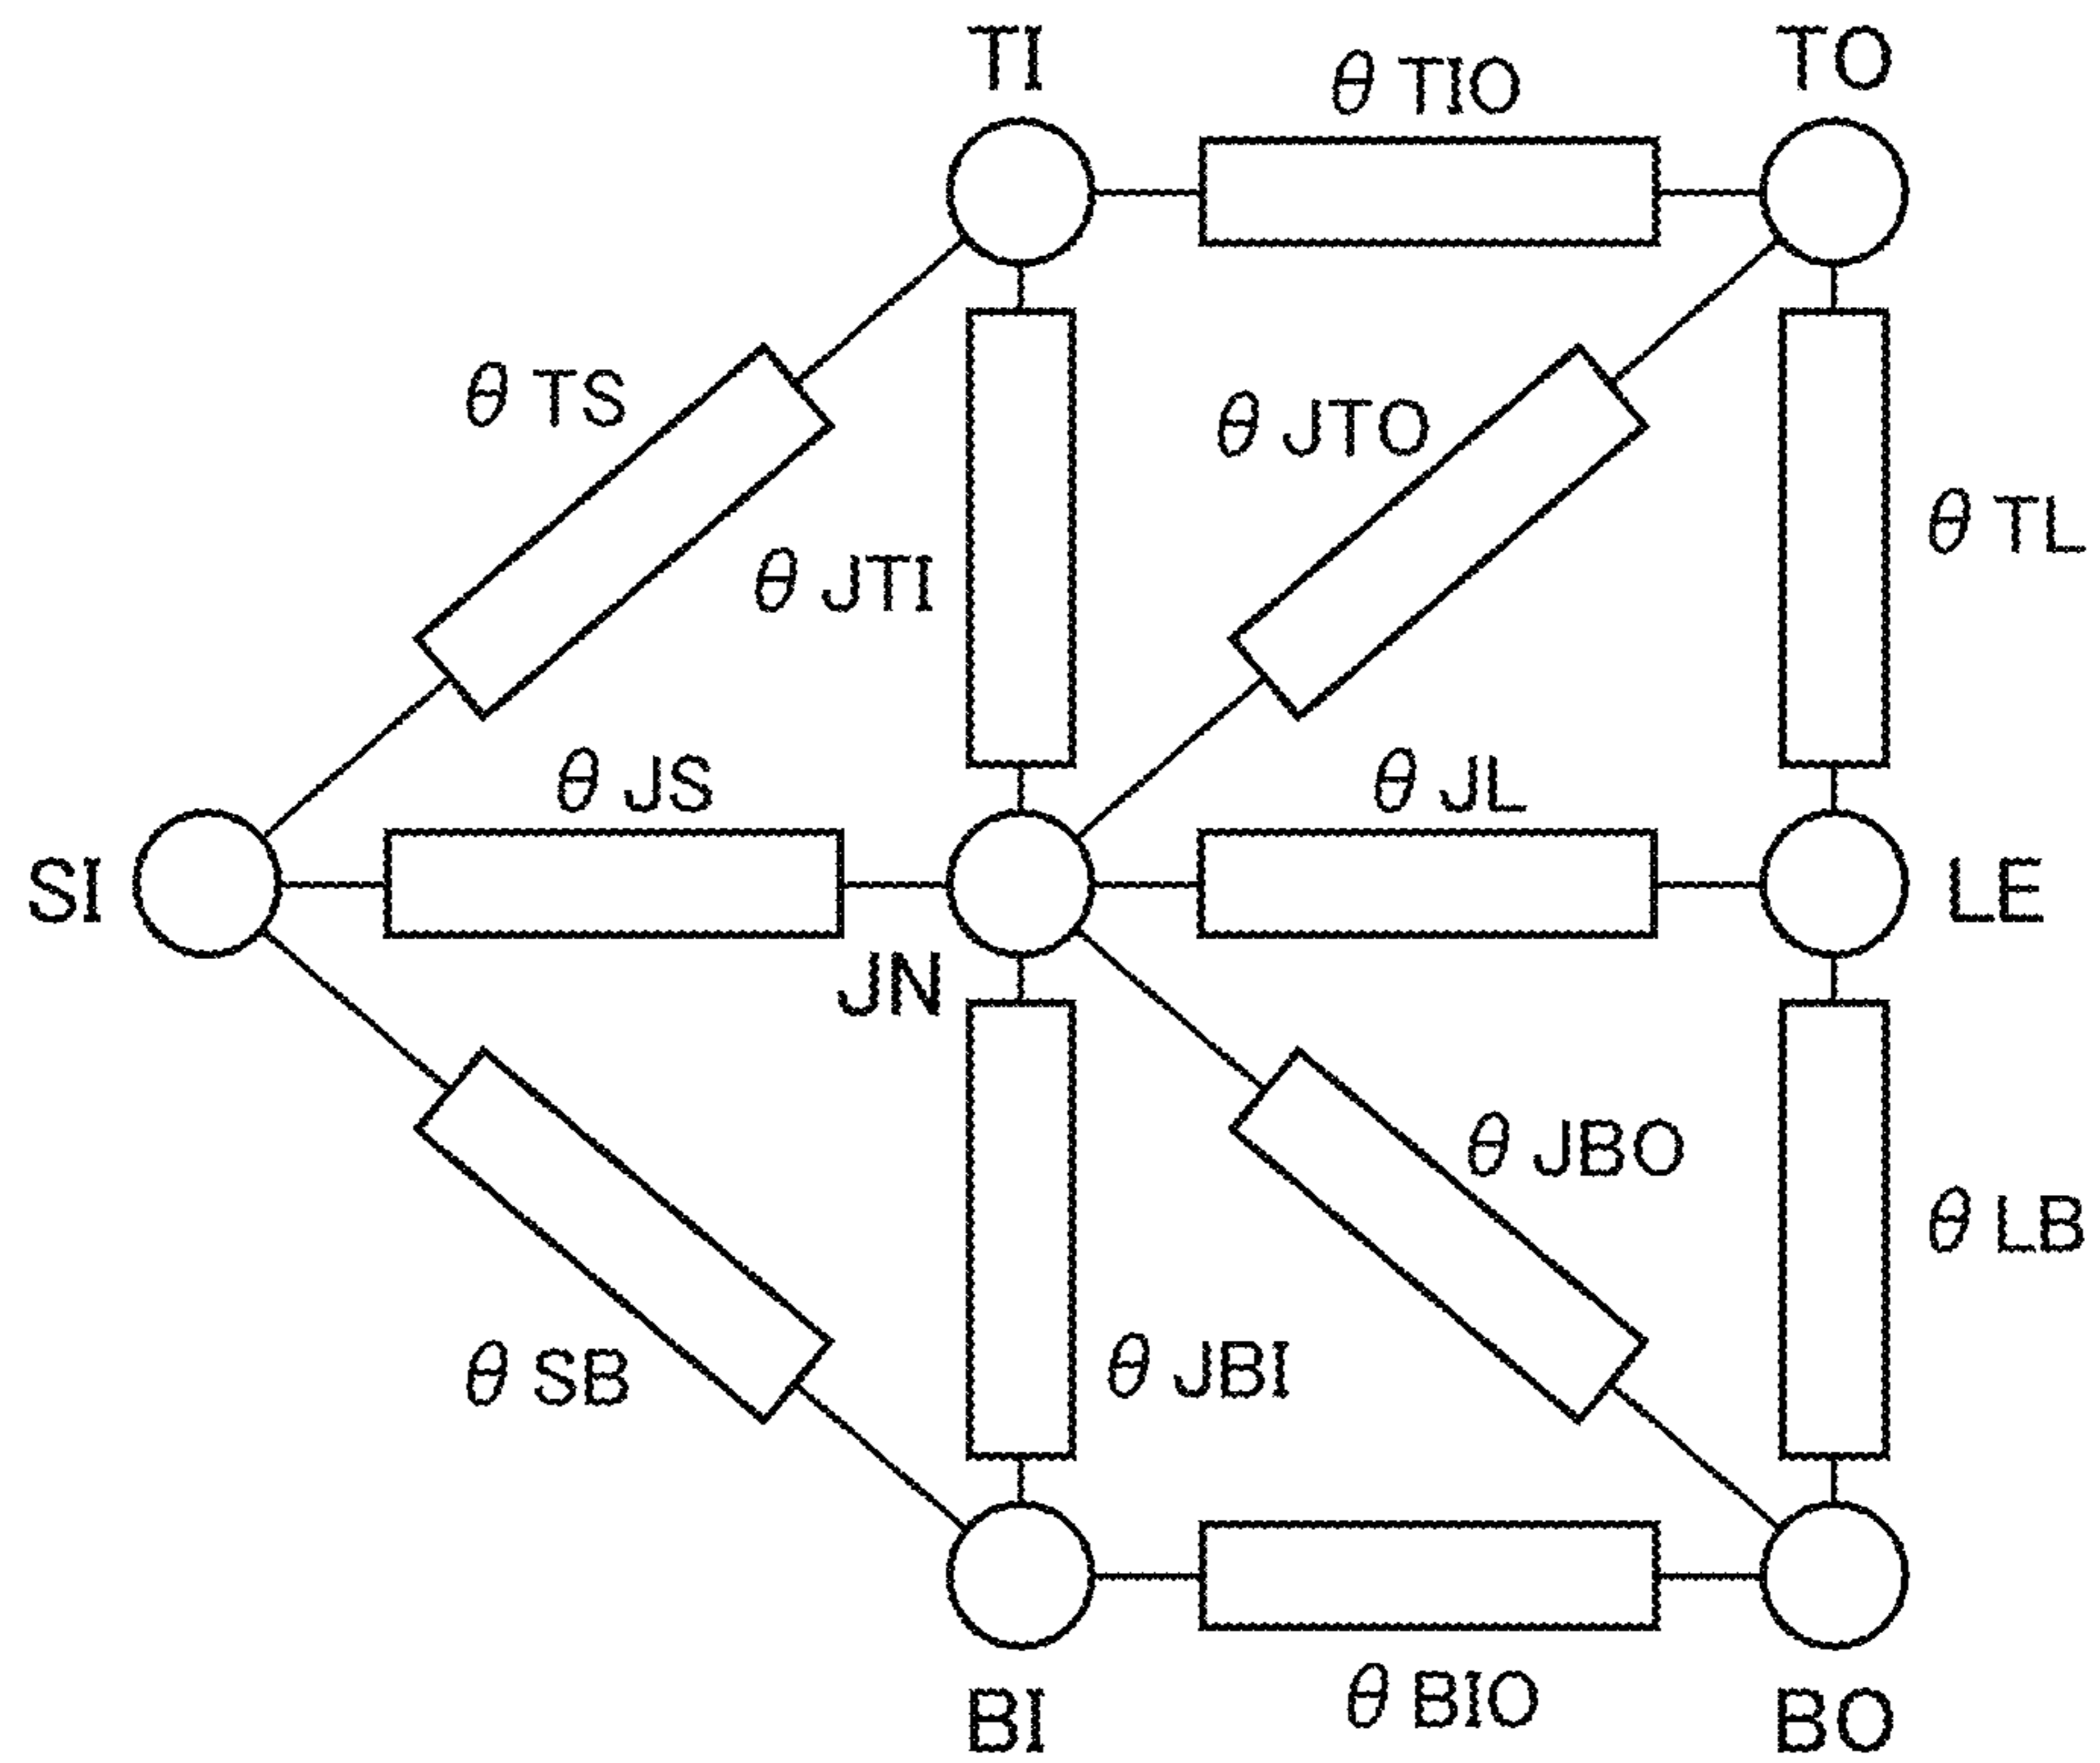 TI
TO
θ TIO
θ TS
θ JTO
θ TL
θ JTI
θ JS
θ JL
SI
LE
JN
θ JBO
θ LB
θ SB
θ JBI
BI
θ BIO
BO